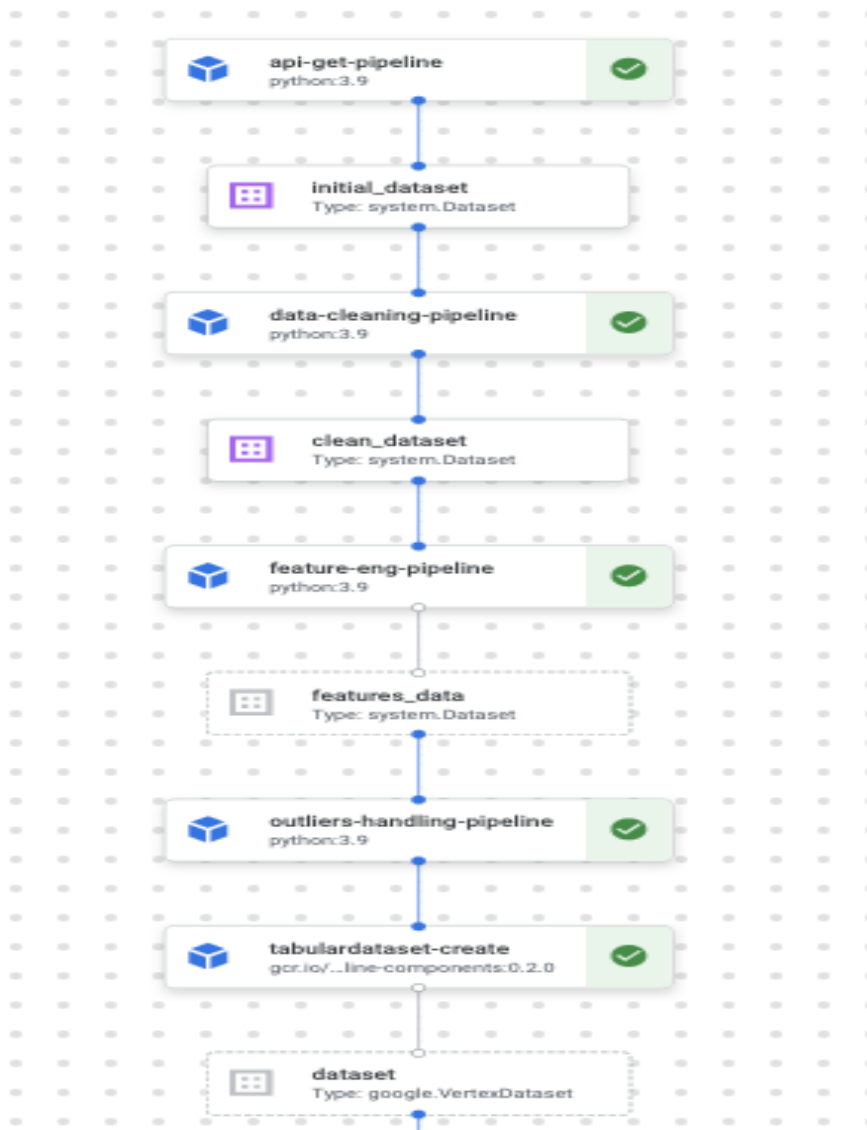 api-get-pipeline
python:3.9
initial_dataset
Type: system.Dataset
data-cleaning-pipeline
python:3.9
clean_dataset
Type: system.Dataset
feature-eng-pipeline
python:3.9
features_data
Type: system.Dataset
outliers-handling-pipeline
python:3.9
tabulardataset-create
gcr.io/...line-components:0.2.0
dataset
Type: google.VertexDataset